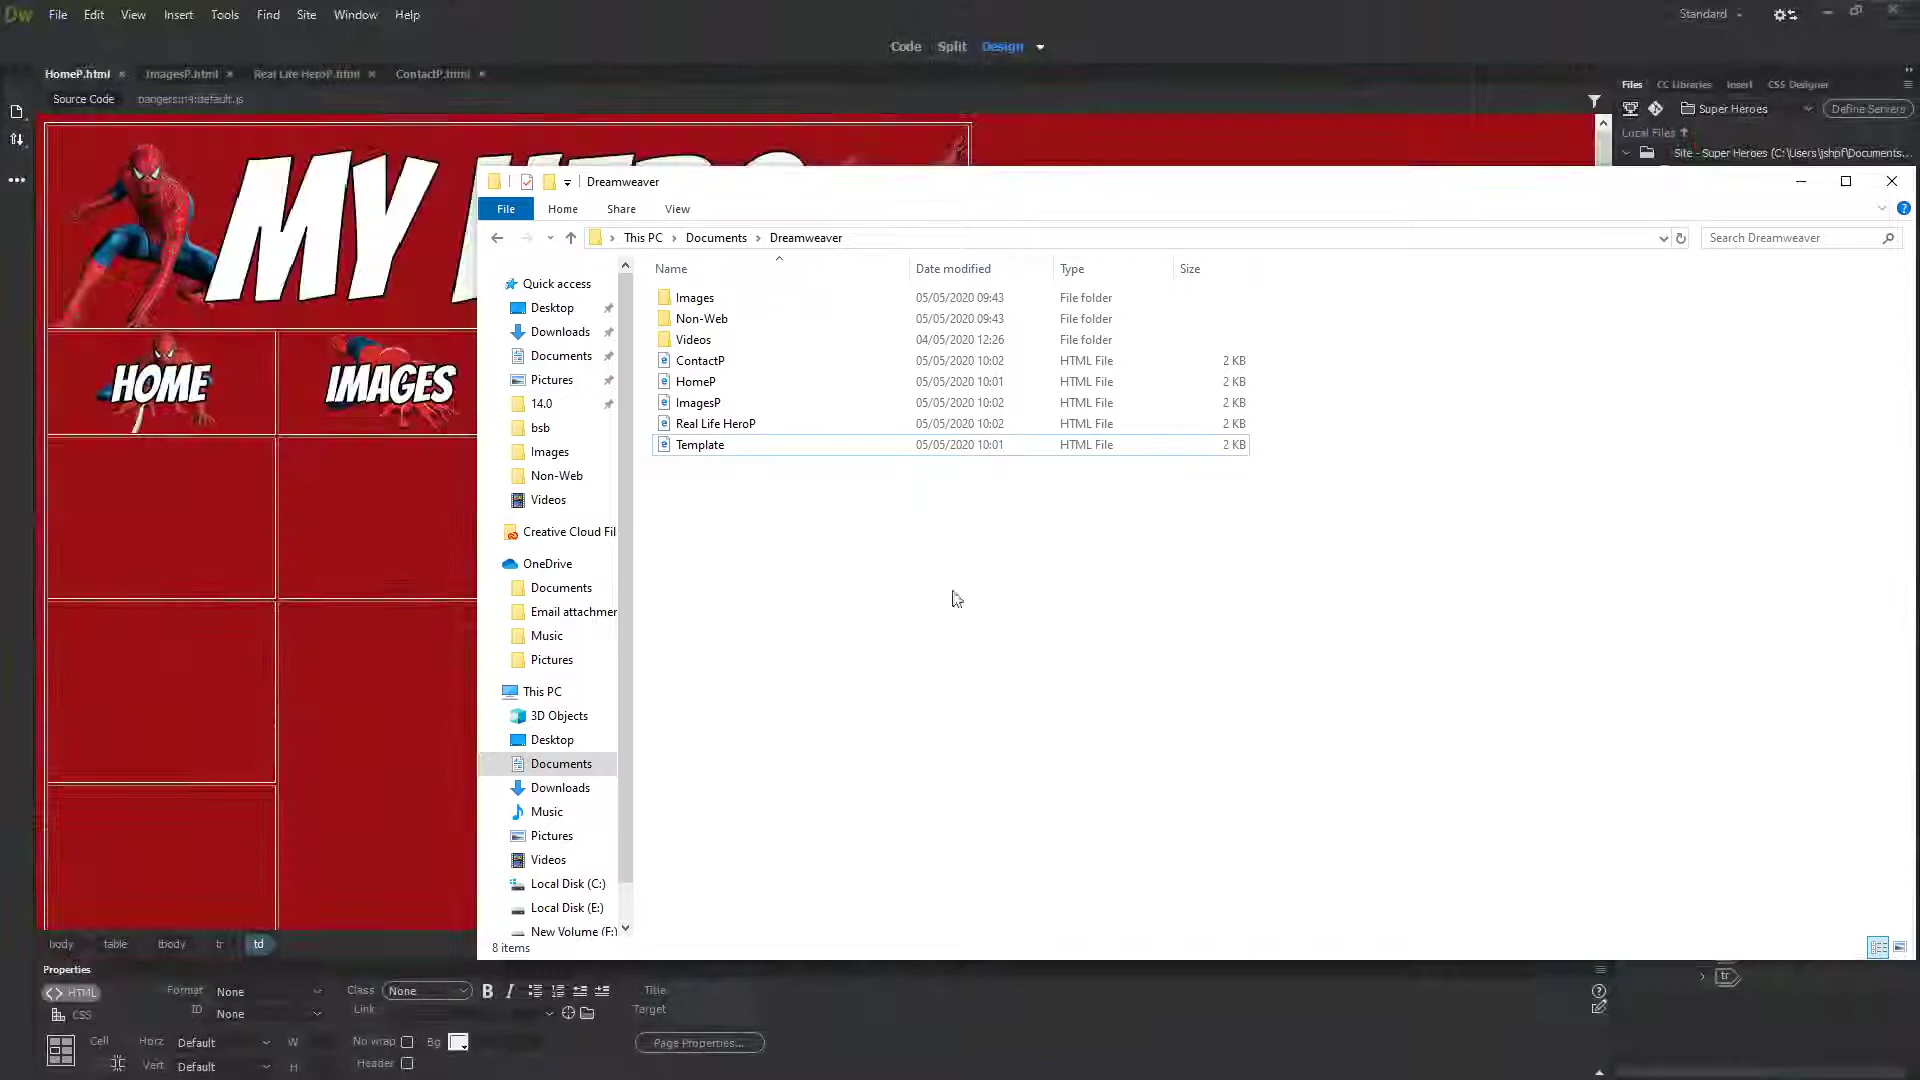 Dw File Edit View Insert Tools Find Site Window Help Standard
Code Split Design
HomeP.html × ImagesP.html × Real Life HeroP.html × ContactP.html ×
Source Code
Files CC Libraries Insert CSS Designer
Super Heroes Define Servers
Local Files
Site - Super Heroes (C:\Users\jshpf\Documents...
MY
HOME
IMAGES
Dreamweaver
File Home Share View
This PC > Documents > Dreamweaver
Search Dreamweaver
Name Date modified Type Size
Images 05/05/2020 09:43 File folder
Non-Web 05/05/2020 09:43 File folder
Videos 04/05/2020 12:26 File folder
ContactP 05/05/2020 10:02 HTML File 2 KB
HomeP 05/05/2020 10:01 HTML File 2 KB
ImagesP 05/05/2020 10:02 HTML File 2 KB
Real Life HeroP 05/05/2020 10:02 HTML File 2 KB
Template 05/05/2020 10:01 HTML File 2 KB
Quick access
Desktop
Downloads
Documents
Pictures
14.0
bsb
Images
Non-Web
Videos
Creative Cloud Fil
OneDrive
Documents
Email attachmer
Music
Pictures
This PC
3D Objects
Desktop
Documents
Downloads
Music
Pictures
Videos
Local Disk (C:)
Local Disk (E:)
New Volume (F:)
8 items
body table tbody tr td
tr
Properties
HTML Format None Class None B I Title
CSS ID None Link Target
Cell Horz Default W No wrap Bg Page Properties...
Vert Default H Header